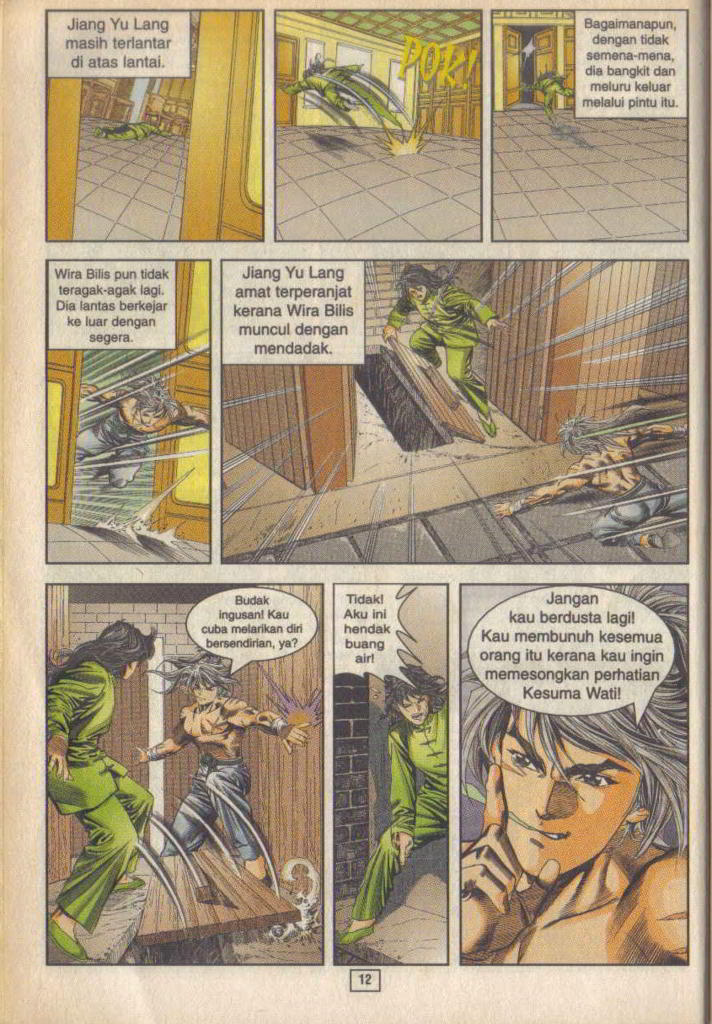 Jiang Yu Lang
masih terlantar
di atas lantai.
POK!
Bagaimanapun,
dengan tidak
semena-mena,
dia bangkit dan
meluru keluar
melalui pintu itu.
Wira Bilis pun tidak
teragak-agak lagi.
Dia lantas berkejar
ke luar dengan
segera.
Jiang Yu Lang
amat terperanjat
kerana Wira Bilis
muncul dengan
mendadak.
Budak
ingusan! Kau
cuba melarikan diri
bersendirian, ya?
Tidak!
Aku ini
hendak
buang
air!
Jangan
kau berdusta lagi!
Kau membunuh kesemua
orang itu kerana kau ingin
memesongkan perhatian
Kesuma Wati!
12